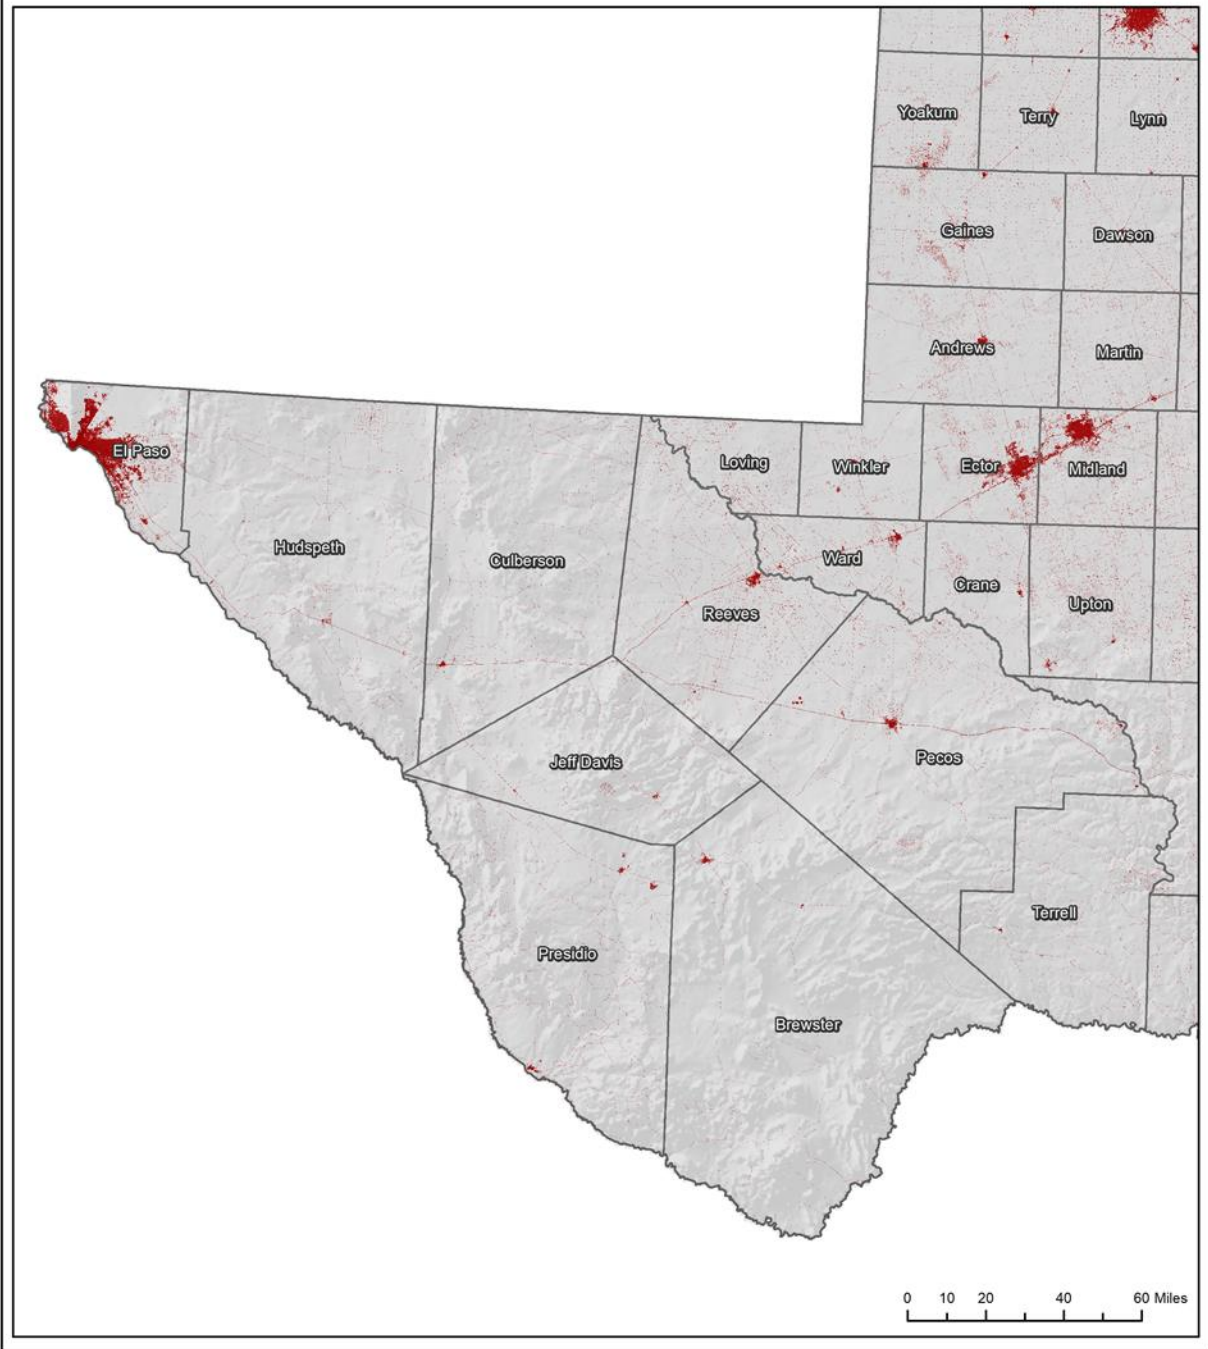 Yoakum
Terry
Lynn
Gaines
Dawson
Andrews
Martin
El Paso
Loving
Winkler
Ector
Midland
Hudspeth
Culberson
Ward
Crane
Reeves
Upton
Jeff Davis
Pecos
Terrell
Presidio
Brewster
0 10 20 40 60 Miles